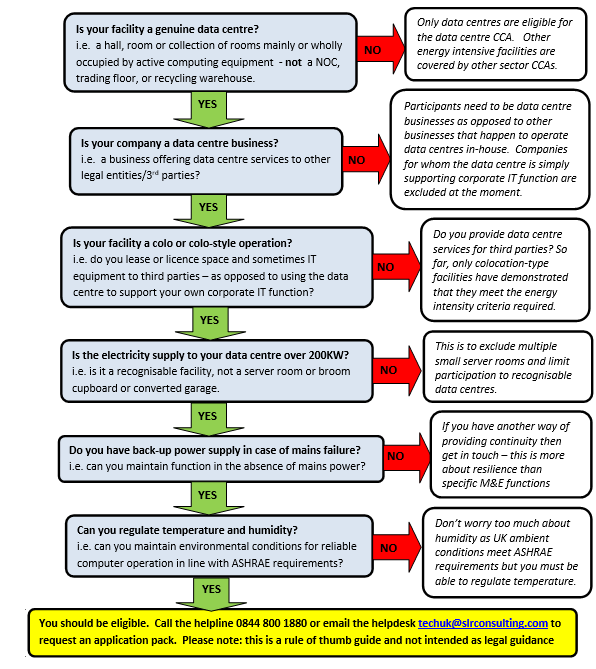 Is your facility a genuine data centre?
i.e. a hall, room or collection of rooms mainly or wholly
occupied by active computing equipment - not a NOC,
trading floor, or recycling warehouse.
NO
Only data centres are eligible for
the data centre CCA. Other
energy intensive facilities are
covered by other sector CCAs.
YES
Is your company a data centre business?
i.e. a business offering data centre services to other
legal entities/3rd parties?
NO
Participants need to be data centre
businesses as opposed to other
businesses that happen to operate
data centres in-house. Companies
for whom the data centre is simply
supporting corporate IT function are
excluded at the moment.
YES
Is your facility a colo or colo-style operation?
i.e. do you lease or licence space and sometimes IT
equipment to third parties – as opposed to using the data
centre to support your own corporate IT function?
NO
Do you provide data centre
services for third parties? So
far, only colocation-type
facilities have demonstrated
that they meet the energy
intensity criteria required.
YES
Is the electricity supply to your data centre over 200KW?
i.e. is it a recognisable facility, not a server room or broom
cupboard or converted garage.
NO
This is to exclude multiple
small server rooms and limit
participation to recognisable
data centres.
YES
Do you have back-up power supply in case of mains failure?
i.e. can you maintain function in the absence of mains power?
NO
If you have another way of
providing continuity then
get in touch – this is more
about resilience than
specific M&E functions
YES
Can you regulate temperature and humidity?
i.e. can you maintain environmental conditions for reliable
computer operation in line with ASHRAE requirements?
NO
Don't worry too much about
humidity as UK ambient
conditions meet ASHRAE
requirements but you must be
able to regulate temperature.
YES
You should be eligible. Call the helpline 0844 800 1880 or email the helpdesk techuk@slrconsulting.com to
request an application pack. Please note: this is a rule of thumb guide and not intended as legal guidance